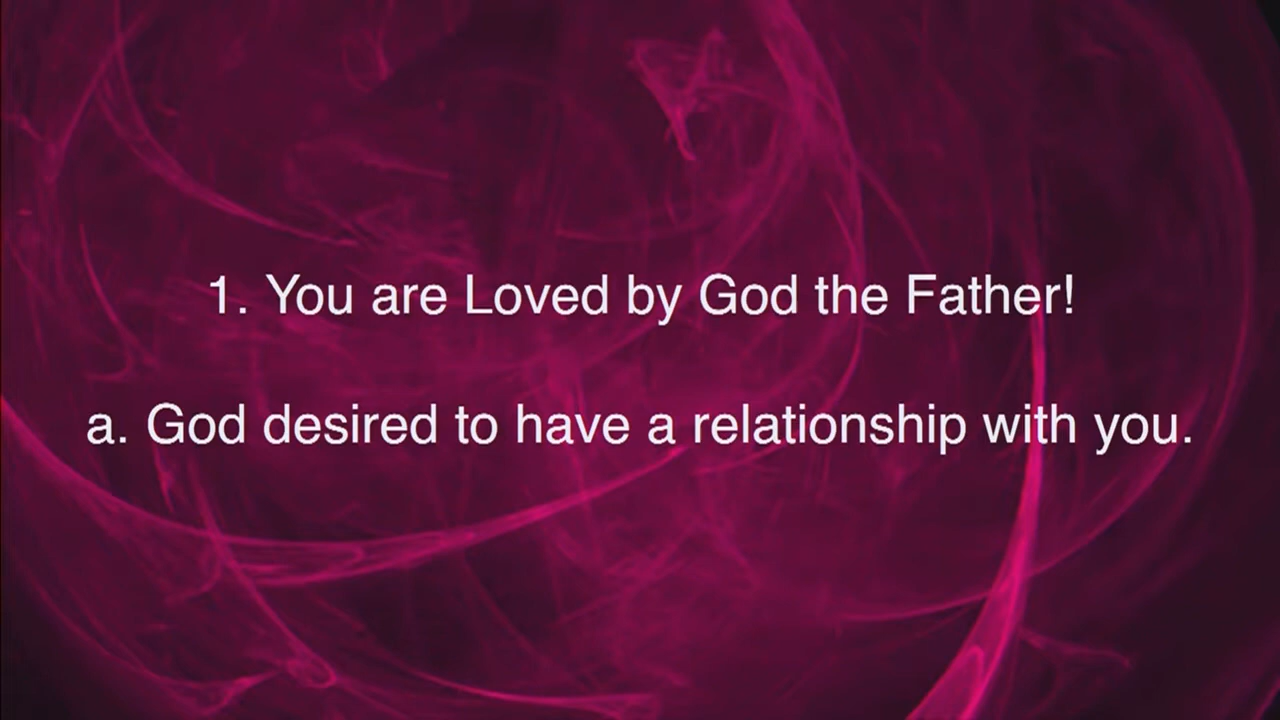 1. You are Loved by God the Father!
a. God desired to have a relationship with you.